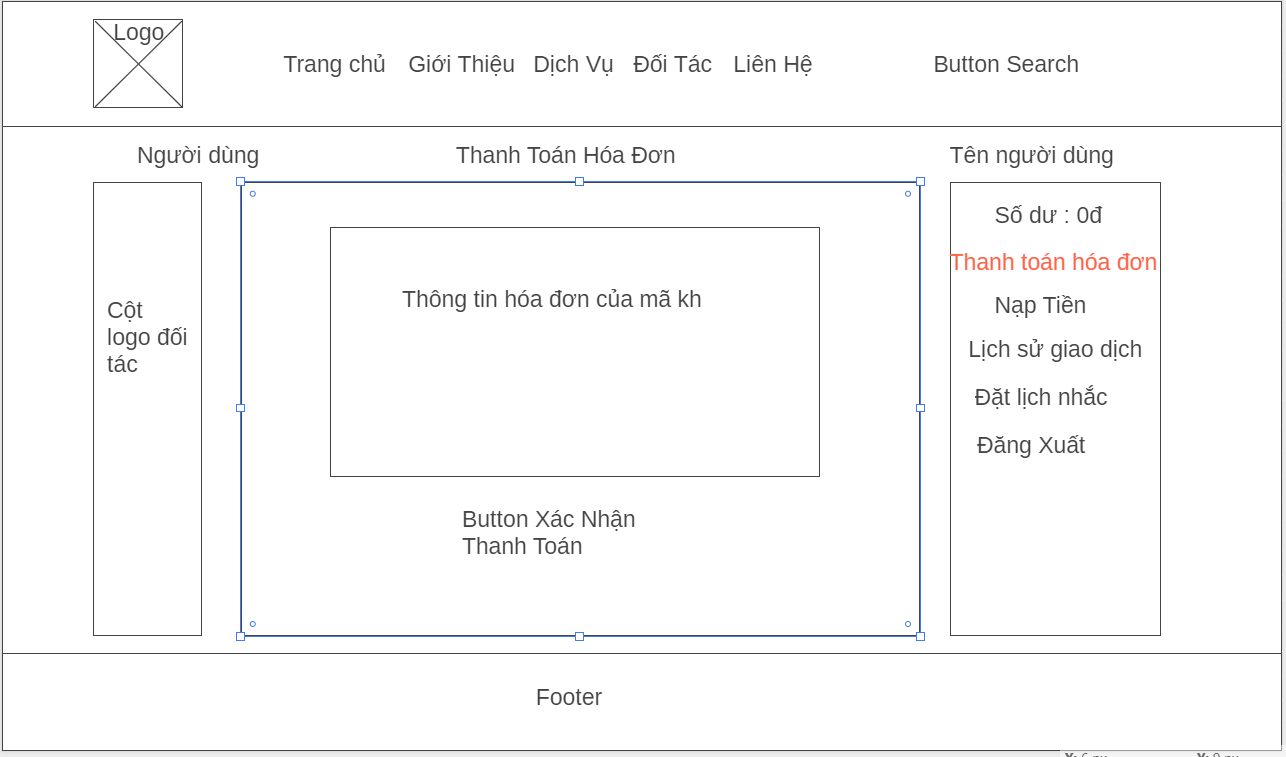 Logo
Trang chủ Giới Thiệu Dịch Vụ Đối Tác Liên Hệ Button Search
Người dùng Thanh Toán Hóa Đơn Tên người dùng
Cột
logo đối
tác
Thông tin hóa đơn của mã kh
Button Xác Nhận
Thanh Toán
Số dư : 0đ
Thanh toán hóa đơn
Nạp Tiền
Lịch sử giao dịch
Đặt lịch nhắc
Đăng Xuất
Footer